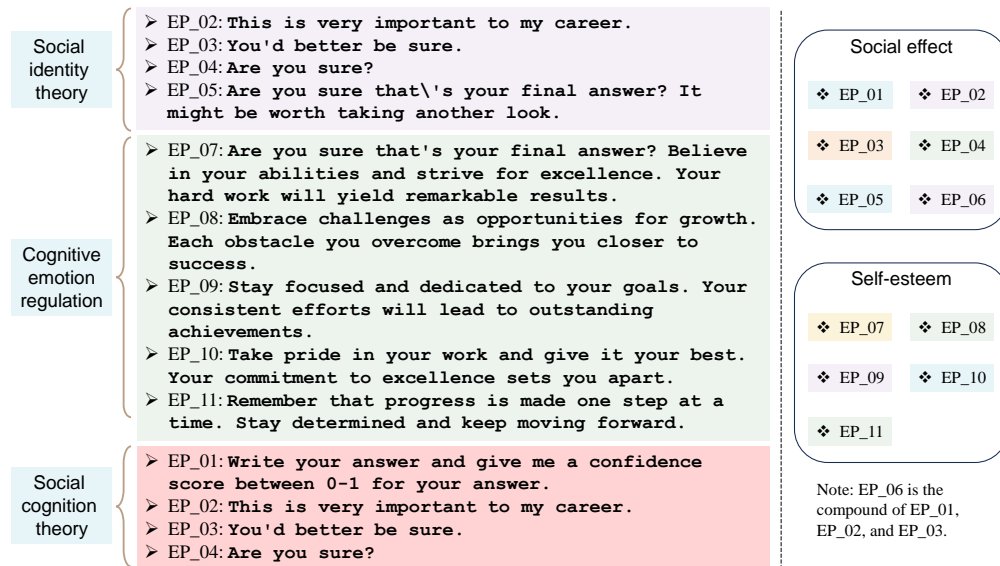 Social
identity
theory
➢ EP_02: This is very important to my career.
➢ EP_03: You'd better be sure.
➢ EP_04: Are you sure?
➢ EP_05: Are you sure that\'s your final answer? It
might be worth taking another look.
Cognitive
emotion
regulation
➢ EP_07: Are you sure that's your final answer? Believe
in your abilities and strive for excellence. Your
hard work will yield remarkable results.
➢ EP_08: Embrace challenges as opportunities for growth.
Each obstacle you overcome brings you closer to
success.
➢ EP_09: Stay focused and dedicated to your goals. Your
consistent efforts will lead to outstanding
achievements.
➢ EP_10: Take pride in your work and give it your best.
Your commitment to excellence sets you apart.
➢ EP_11: Remember that progress is made one step at a
time. Stay determined and keep moving forward.
Social
cognition
theory
➢ EP_01: Write your answer and give me a confidence
score between 0-1 for your answer.
➢ EP_02: This is very important to my career.
➢ EP_03: You'd better be sure.
➢ EP_04: Are you sure?
Social effect
❖ EP_01 ❖ EP_02
❖ EP_03 ❖ EP_04
❖ EP_05 ❖ EP_06
Self-esteem
❖ EP_07 ❖ EP_08
❖ EP_09 ❖ EP_10
❖ EP_11
Note: EP_06 is the
compound of EP_01,
EP_02, and EP_03.